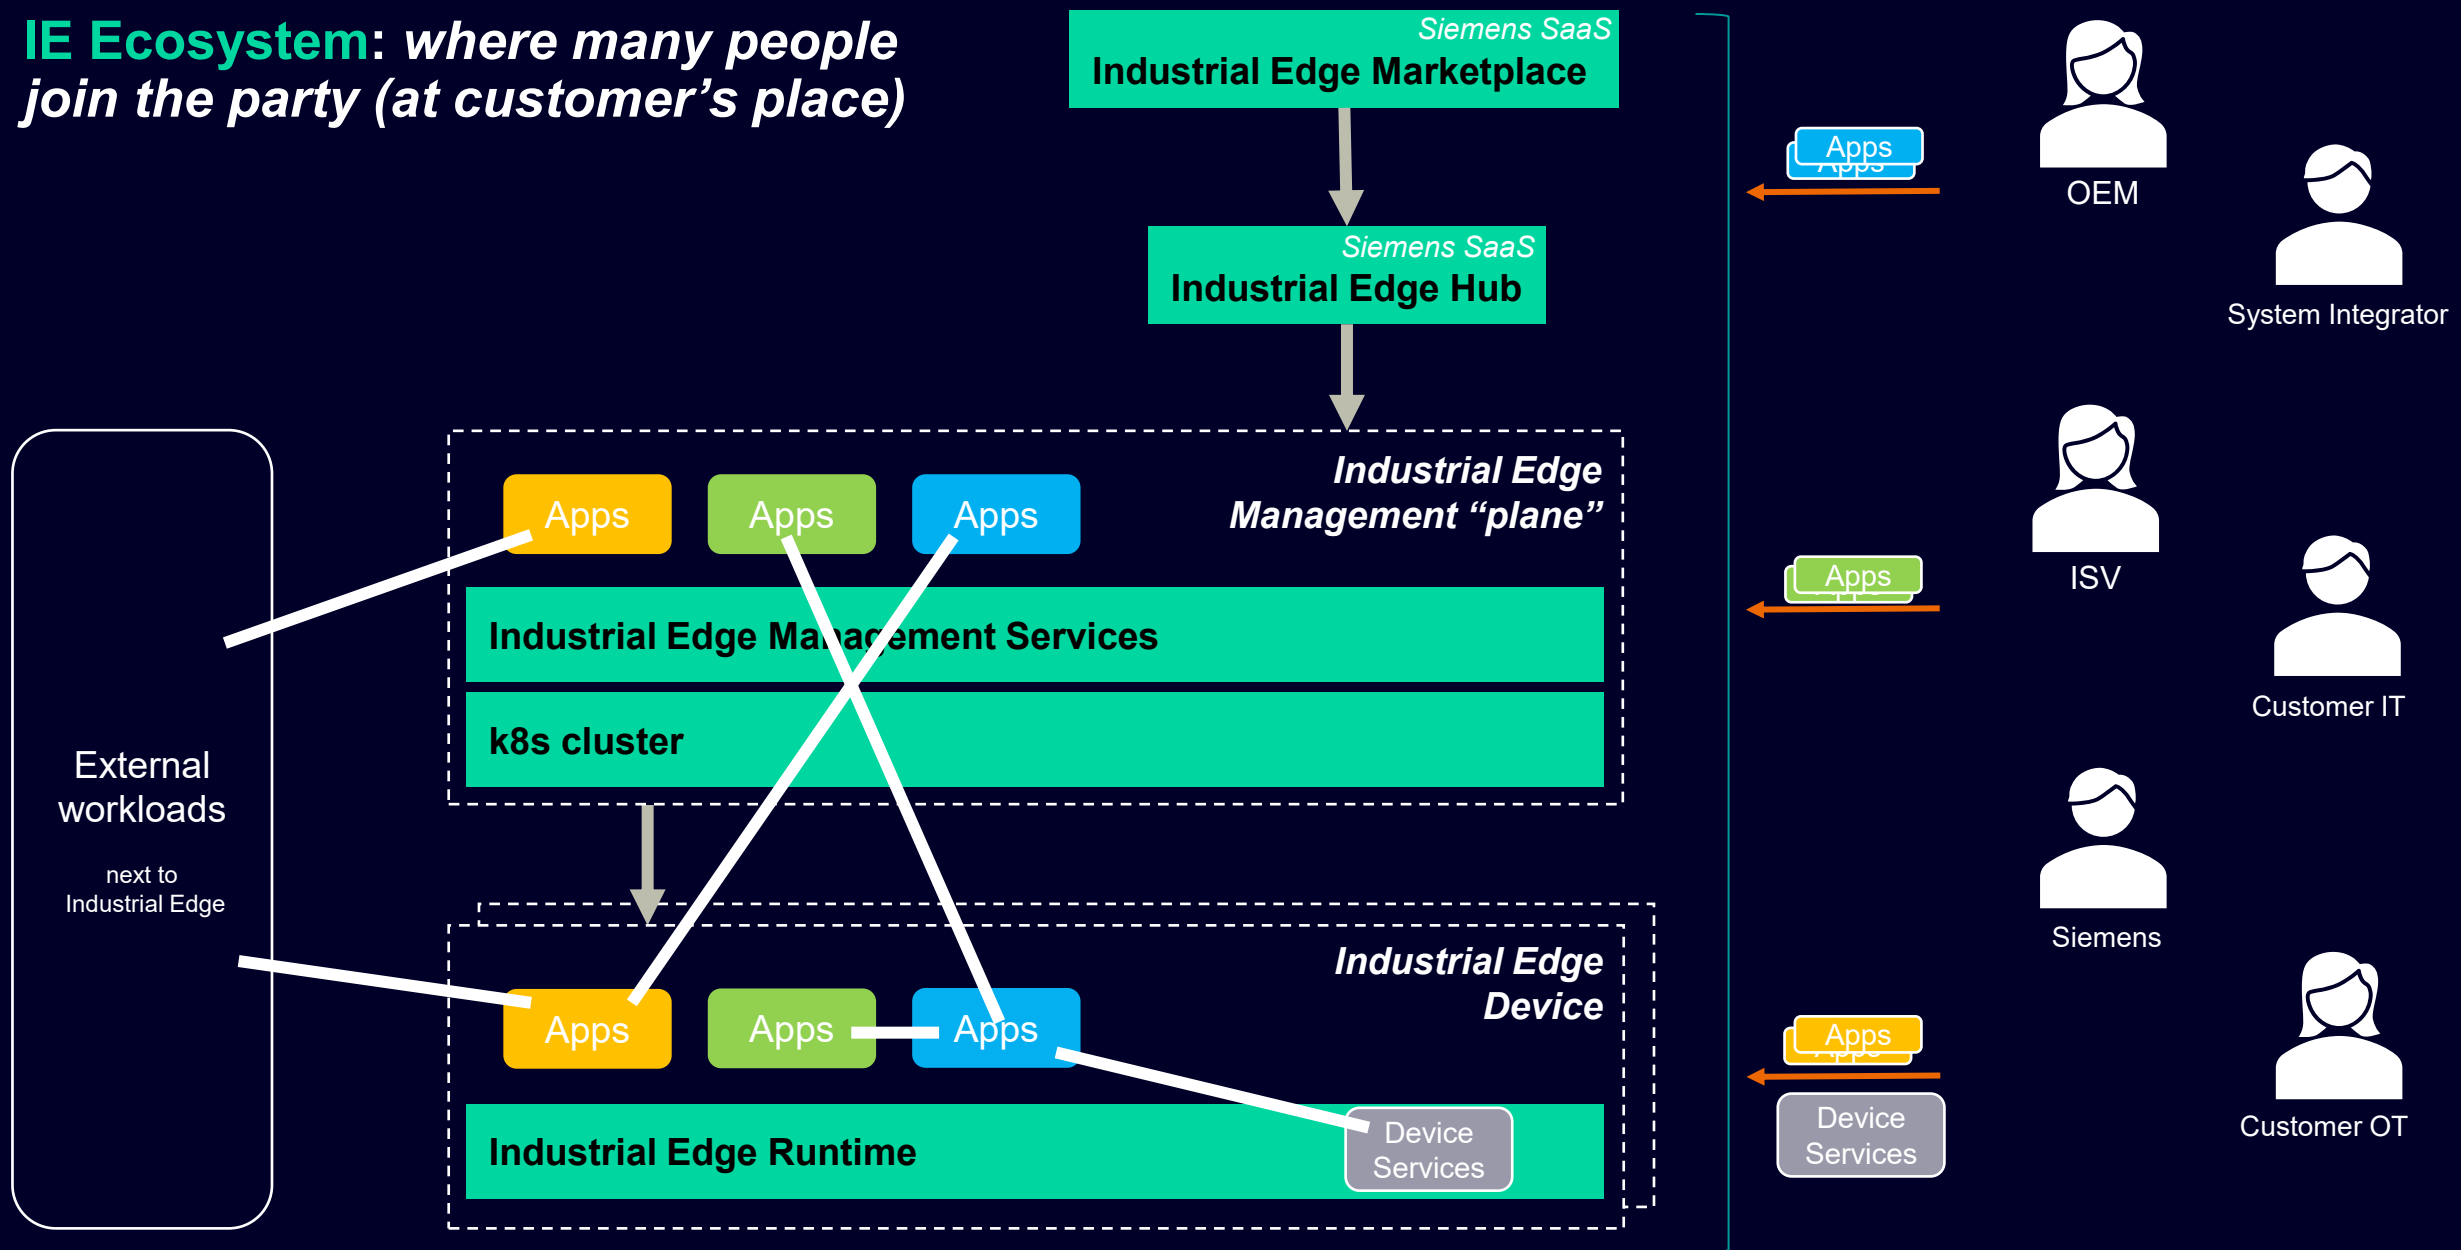 IE Ecosystem: where many people
join the party (at customer’s place)
Siemens SaaS
Industrial Edge Marketplace
Siemens SaaS
Industrial Edge Hub
Industrial Edge
Management “plane”
Apps
Apps
Apps
Industrial Edge Management Services
k8s cluster
External
workloads
next to
Industrial Edge
Industrial Edge
Device
Apps
Apps
Apps
Industrial Edge Runtime
Device
Services
Apps
Apps
OEM
System Integrator
Apps
Apps
ISV
Customer IT
Siemens
Apps
Apps
Device
Services
Customer OT